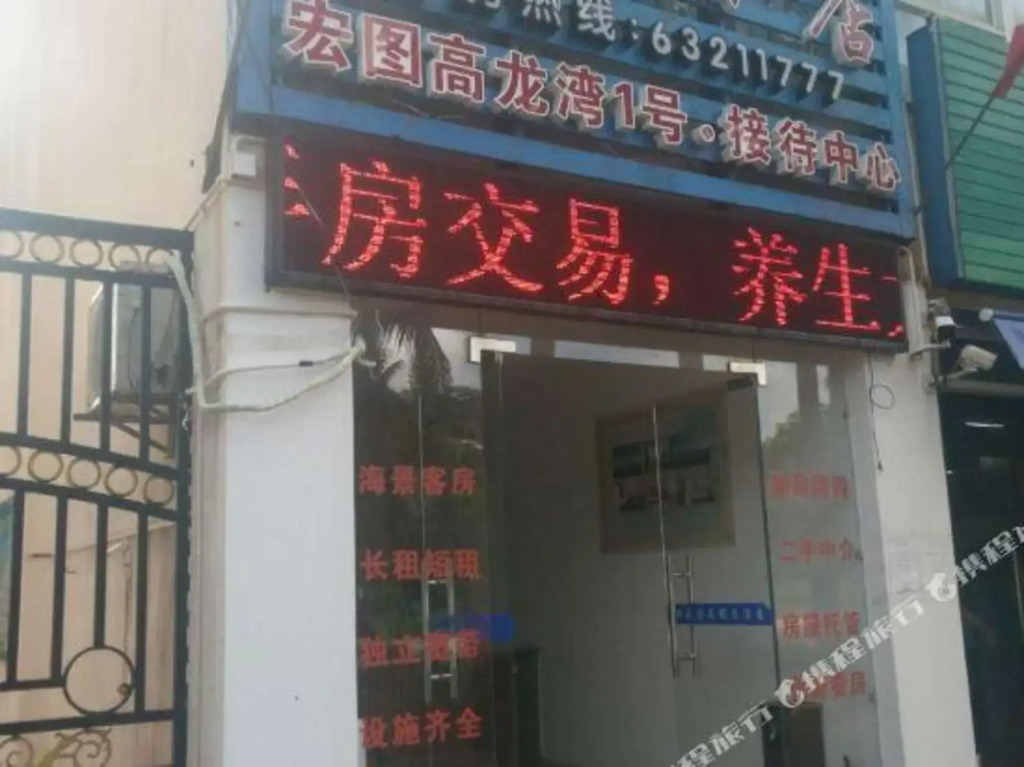 店
热线:63211777
宏图高龙湾1号·接待中心
房交易，养生
海景客房
长租短租
独立
设施齐全
二手中介
房屋托管
携程旅行
携程旅行